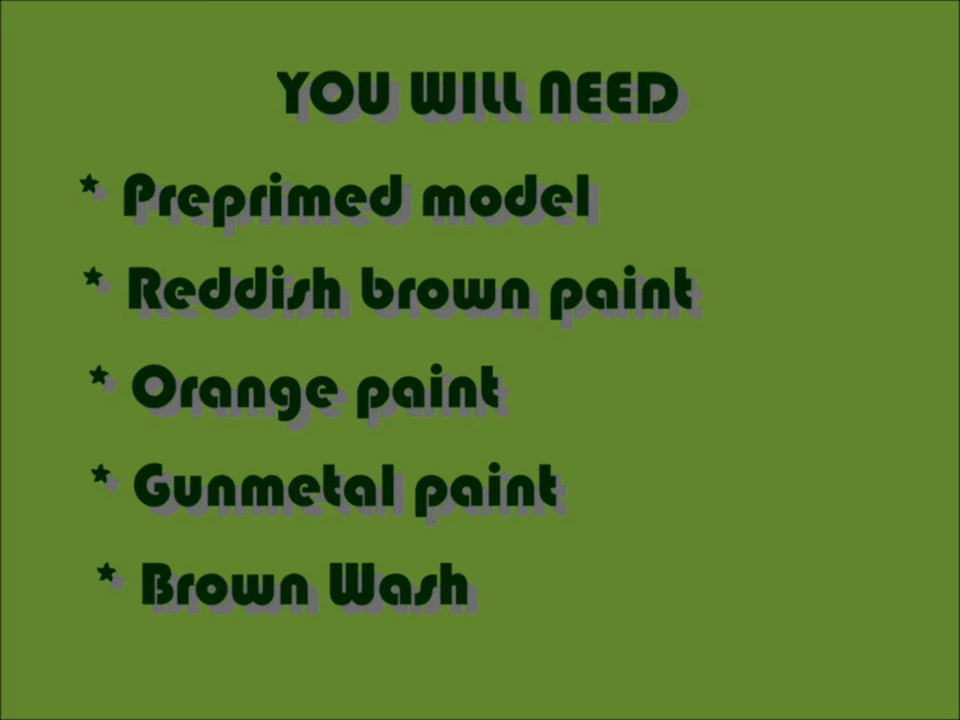 YOU WILL NEED
* Preprimed model
* Reddish brown paint
* Orange paint
* Gunmetal paint
* Brown Wash